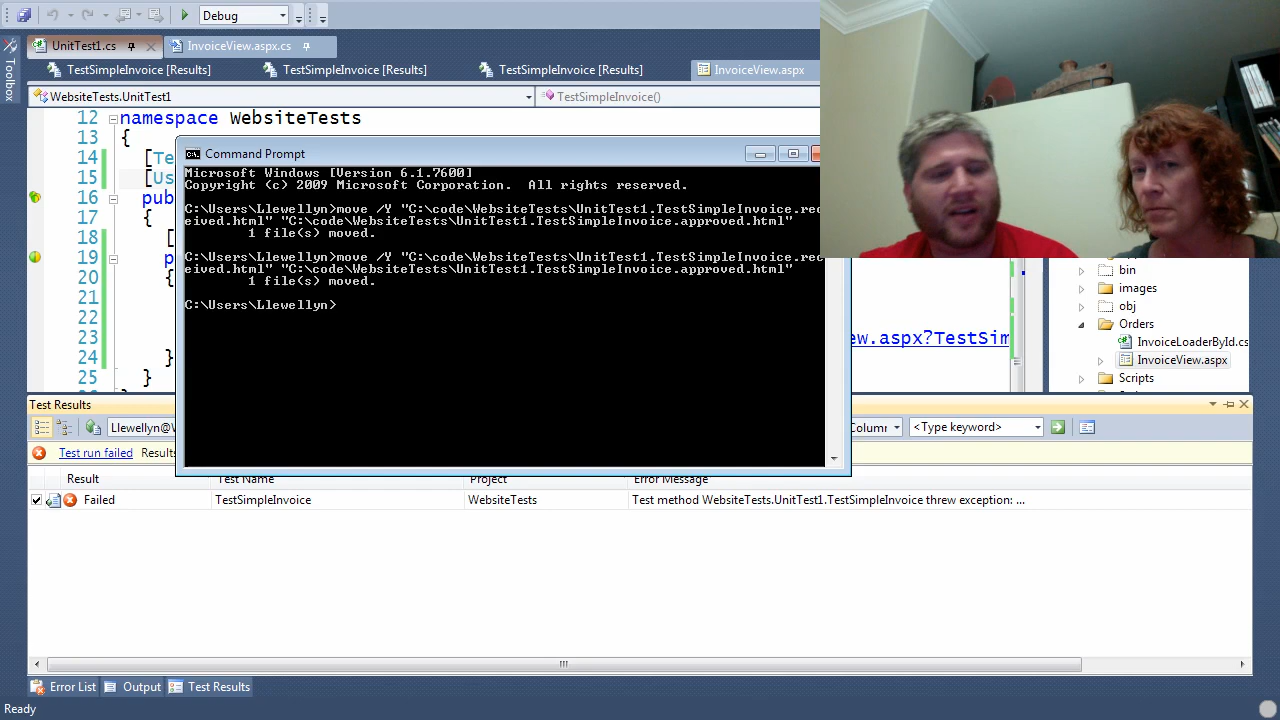 Debug
UnitTest1.cs
InvoiceView.aspx.cs
Toolbox
TestSimpleInvoice [Results]
TestSimpleInvoice [Results]
TestSimpleInvoice [Results]
InvoiceView.aspx
WebsiteTests.UnitTest1
TestSimpleInvoice()
12 namespace WebsiteTests
13 {
14 [Te
15 [Us
16 pub
17 {
18 [
19 p
20 {
21
22
23 ew.aspx?TestSim
24 }
25 }
Command Prompt
Microsoft Windows [Version 6.1.7600]
Copyright (c) 2009 Microsoft Corporation. All rights reserved.
C:\Users\Llewellyn>move /Y "C:\code\WebsiteTests\UnitTest1.TestSimpleInvoice.rec
eived.html" "C:\code\WebsiteTests\UnitTest1.TestSimpleInvoice.approved.html"
1 file(s) moved.
C:\Users\Llewellyn>move /Y "C:\code\WebsiteTests\UnitTest1.TestSimpleInvoice.rec
eived.html" "C:\code\WebsiteTests\UnitTest1.TestSimpleInvoice.approved.html"
1 file(s) moved.
C:\Users\Llewellyn>
bin
images
obj
Orders
InvoiceLoaderById.cs
InvoiceView.aspx
Scripts
Test Results
Llewellyn@
Colum
<Type keyword>
Test run failed Results
Result Test Name Project Error Message
Failed TestSimpleInvoice WebsiteTests Test method WebsiteTests.UnitTest1.TestSimpleInvoice threw exception: ...
Error List Output Test Results
Ready